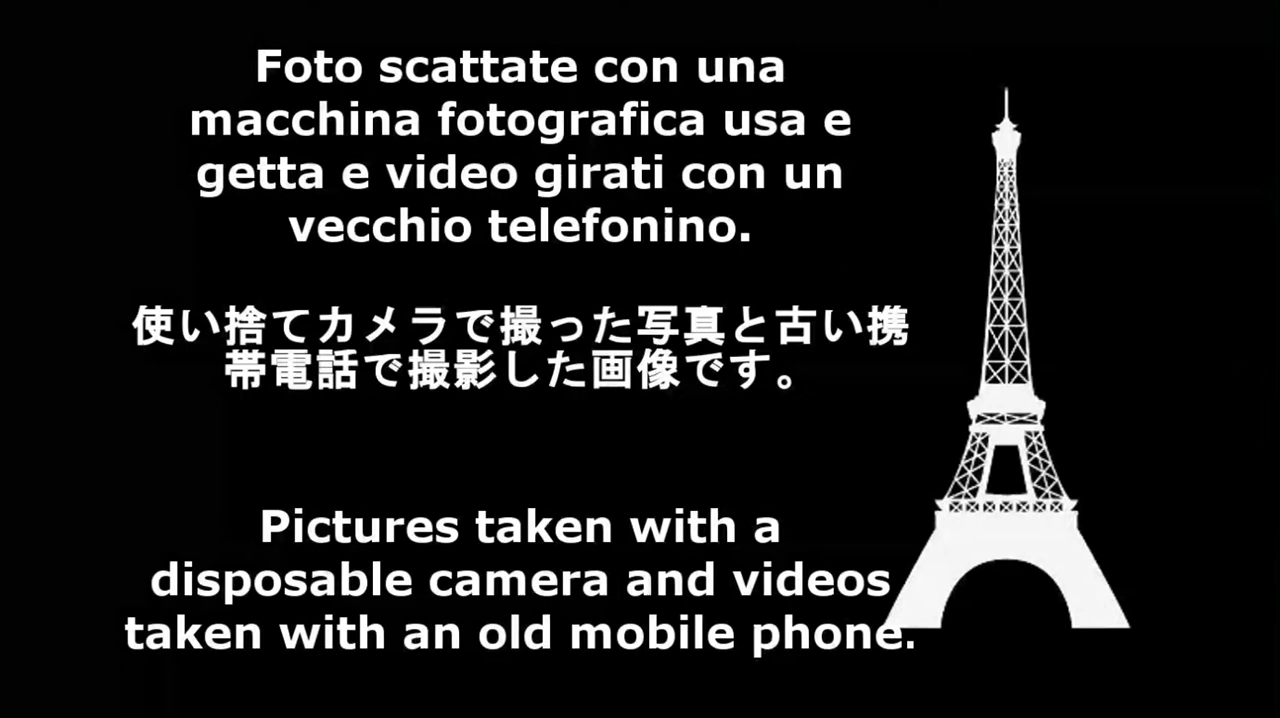 Foto scattate con una
macchina fotografica usa e
getta e video girati con un
vecchio telefonino.
使い捨てカメラで撮った写真と古い携
帯電話で撮影した画像です。
Pictures taken with a
disposable camera and videos
taken with an old mobile phone.